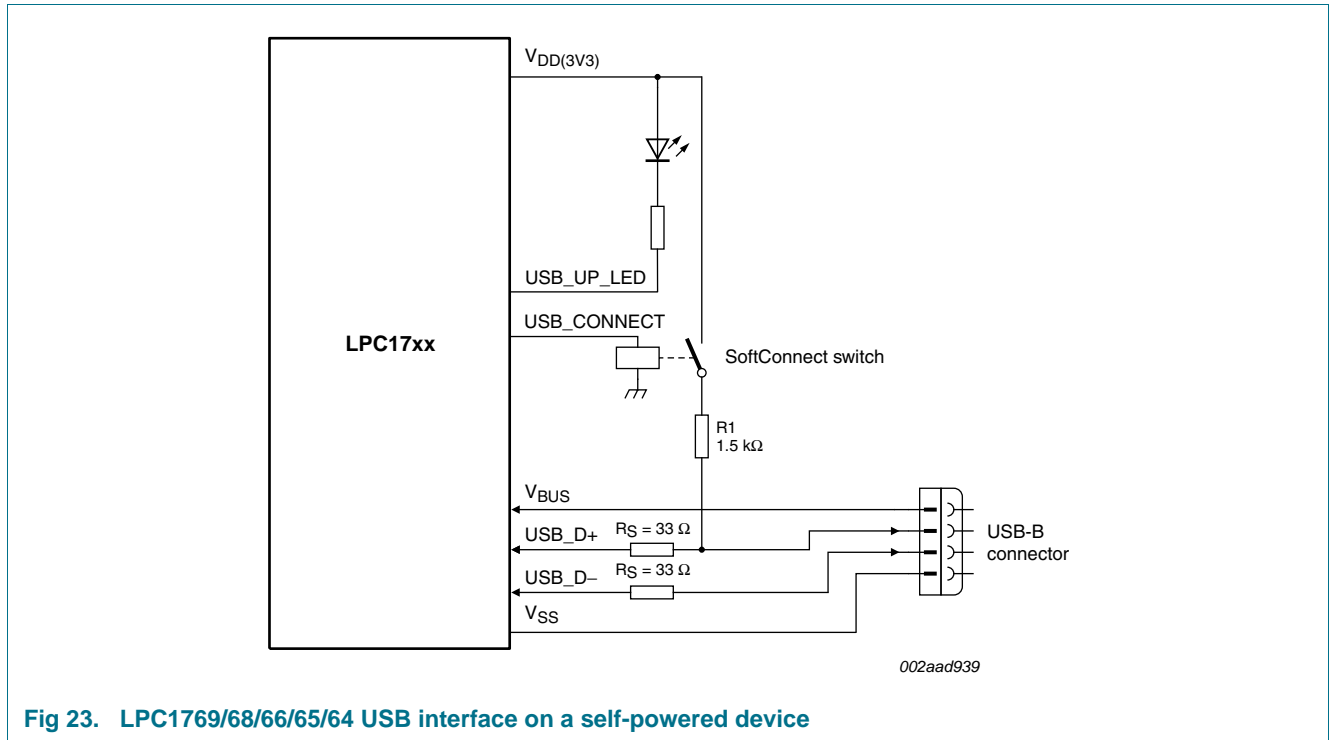 VDD(3V3)
USB_UP_LED
USB_CONNECT
LPC17xx
SoftConnect switch
R1
1.5 kΩ
VBUS
USB_D+
RS = 33 Ω
USB-B
connector
USB_D−
RS = 33 Ω
VSS
002aad939
Fig 23. LPC1769/68/66/65/64 USB interface on a self-powered device